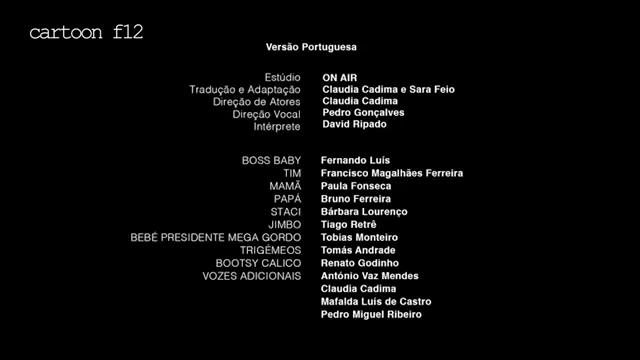 cartoon f12
Versão Portuguesa
Estúdio ON AIR
Tradução e Adaptação Claudia Cadima e Sara Feio
Direção de Atores Claudia Cadima
Direção Vocal Pedro Gonçalves
Intérprete David Ripado
BOSS BABY Fernando Luís
TIM Francisco Magalhães Ferreira
MAMÃ Paula Fonseca
PAPÁ Bruno Ferreira
STACI Bárbara Lourenço
JIMBO Tiago Retrê
BEBÉ PRESIDENTE MEGA GORDO Tobias Monteiro
TRIGÉMEOS Tomás Andrade
BOOTSY CALICO Renato Godinho
VOZES ADICIONAIS António Vaz Mendes
Claudia Cadima
Mafalda Luís de Castro
Pedro Miguel Ribeiro